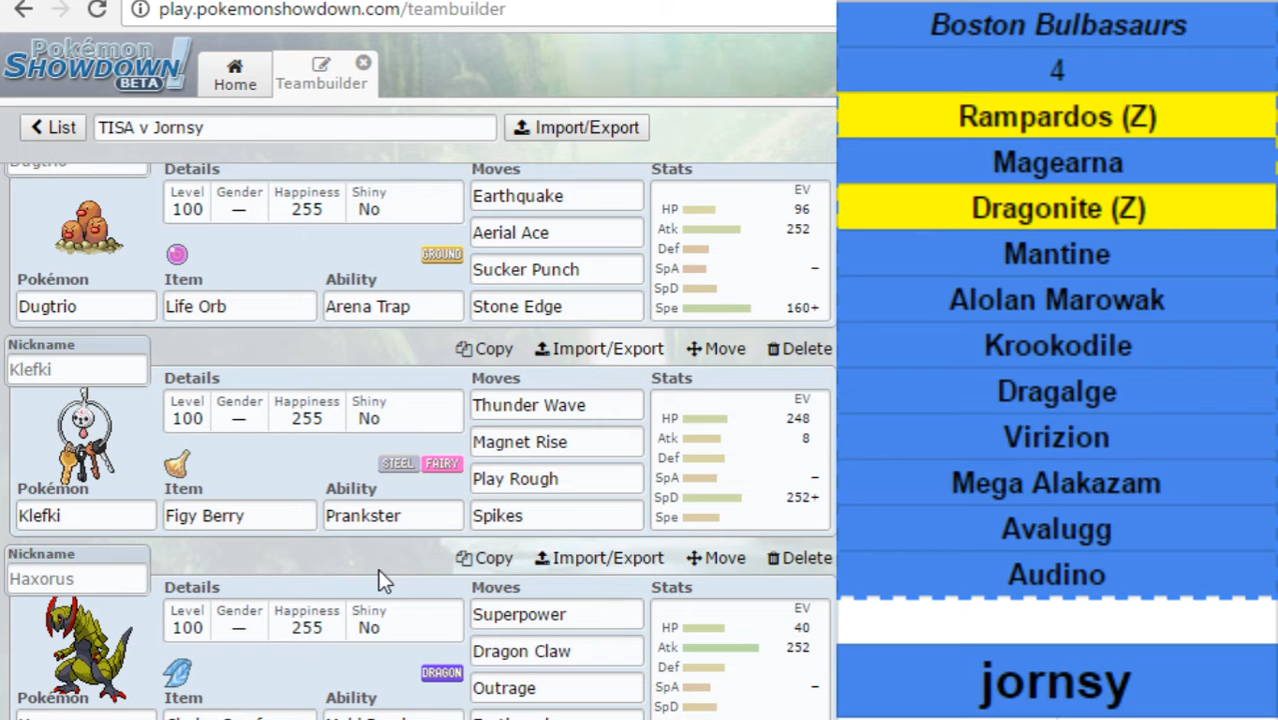 play.pokemonshowdown.com/teambuilder
Pokémon
SHOWDOWN!
BETA
Home
Teambuilder
List
TISA v Jornsy
Import/Export
Details
Moves
Stats
Level Gender Happiness Shiny
100 — 255 No
GROUND
Pokémon Item Ability
Dugtrio
Life Orb
Arena Trap
Earthquake
Aerial Ace
Sucker Punch
Stone Edge
EV
HP 96
Atk 252
Def
SpA –
SpD
Spe 160+
Copy Import/Export Move Delete
Nickname
Klefki
Details
Moves
Stats
Level Gender Happiness Shiny
100 — 255 No
STEEL FAIRY
Pokémon Item Ability
Klefki
Figy Berry
Prankster
Thunder Wave
Magnet Rise
Play Rough
Spikes
EV
HP 248
Atk 8
Def
SpA –
SpD 252+
Spe
Copy Import/Export Move Delete
Nickname
Haxorus
Details
Moves
Stats
Level Gender Happiness Shiny
100 — 255 No
DRAGON
Pokémon Item Ability
Superpower
Dragon Claw
Outrage
EV
HP 40
Atk 252
Def
SpA –
SpD
Boston Bulbasaurs
4
Rampardos (Z)
Magearna
Dragonite (Z)
Mantine
Alolan Marowak
Krookodile
Dragalge
Virizion
Mega Alakazam
Avalugg
Audino
jornsy